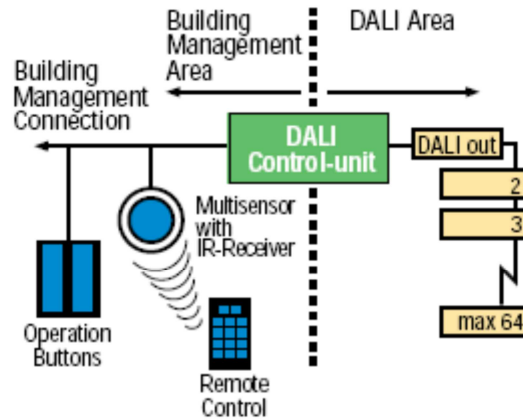 Building
Management
Area
DALI Area
Building
Management
Connection
DALI
Control-unit
DALI out
2
3
max 64
Multisensor
with
IR-Receiver
Operation
Buttons
Remote
Control